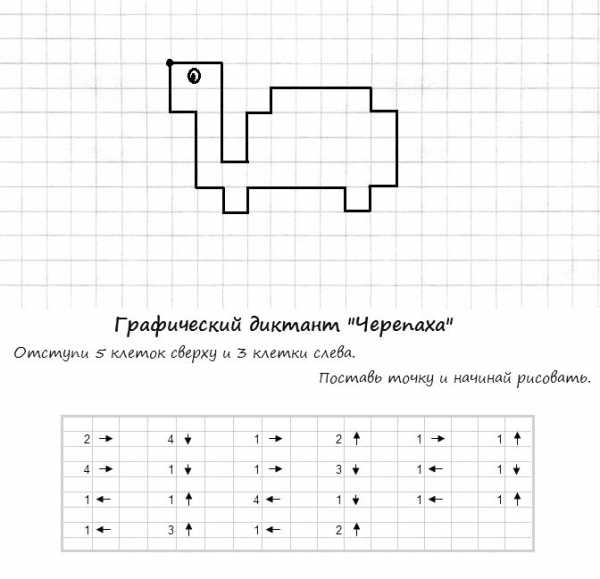 Графический диктант "Черепаха"
Отступи 5 клеток сверху и 3 клетки слева.
Поставь точку и начинай рисовать.
2 → 4 ↓ 1 → 2 ↑ 1 → 1 ↑
4 → 1 ↓ 1 → 3 ↓ 1 ← 1 ↓
1 ← 1 ↑ 4 ← 1 ↓ 1 ← 1 ↑
1 ← 3 ↑ 1 ← 2 ↑